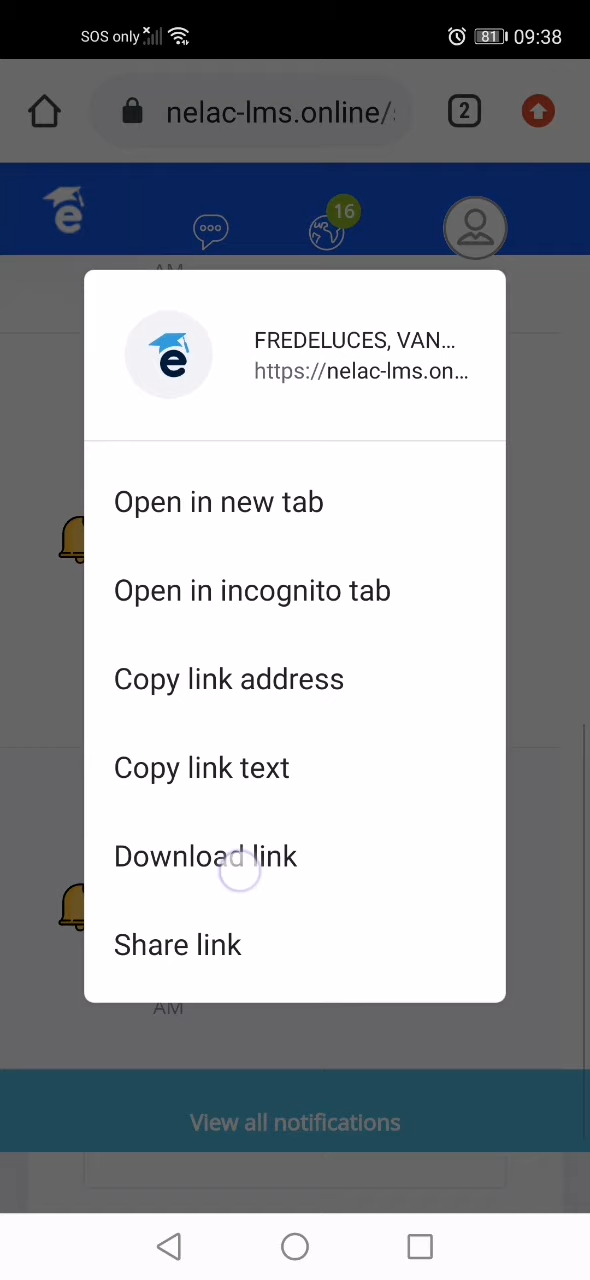 SOS only
81
09:38
nelac-lms.online/
2
16
AM
FREDELUCES, VAN...
https://nelac-lms.on...
Open in new tab
Open in incognito tab
Copy link address
Copy link text
Download link
Share link
AM
View all notifications